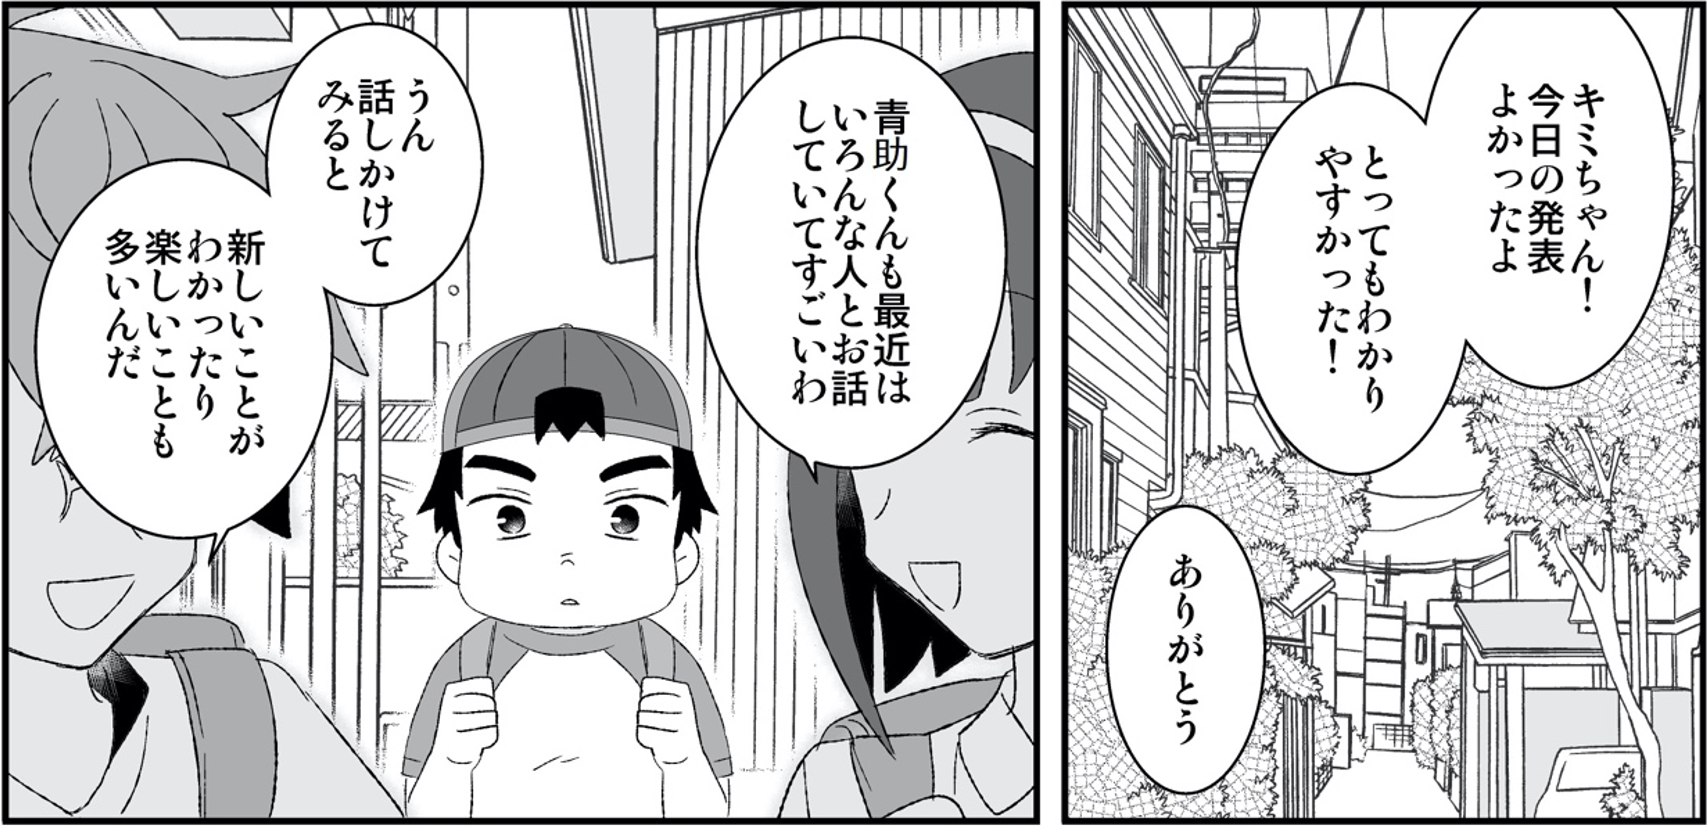 キミちゃん！
今日の発表
よかったよ
とってもわかり
やすかった！
ありがとう
青助くんも最近は
いろんな人とお話
していてすごいわ
うん
話しかけて
みると
新しいことが
わかったり
楽しいことも
多いんだ